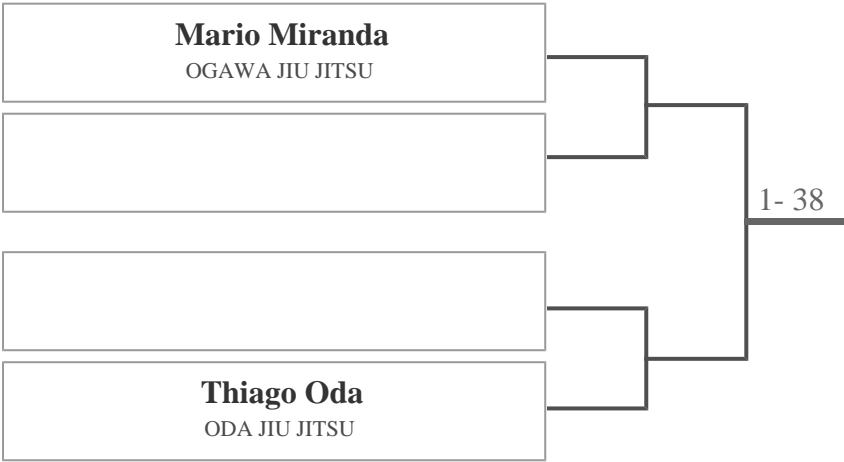 Mario Miranda
OGAWA JIU JITSU
1- 38
Thiago Oda
ODA JIU JITSU